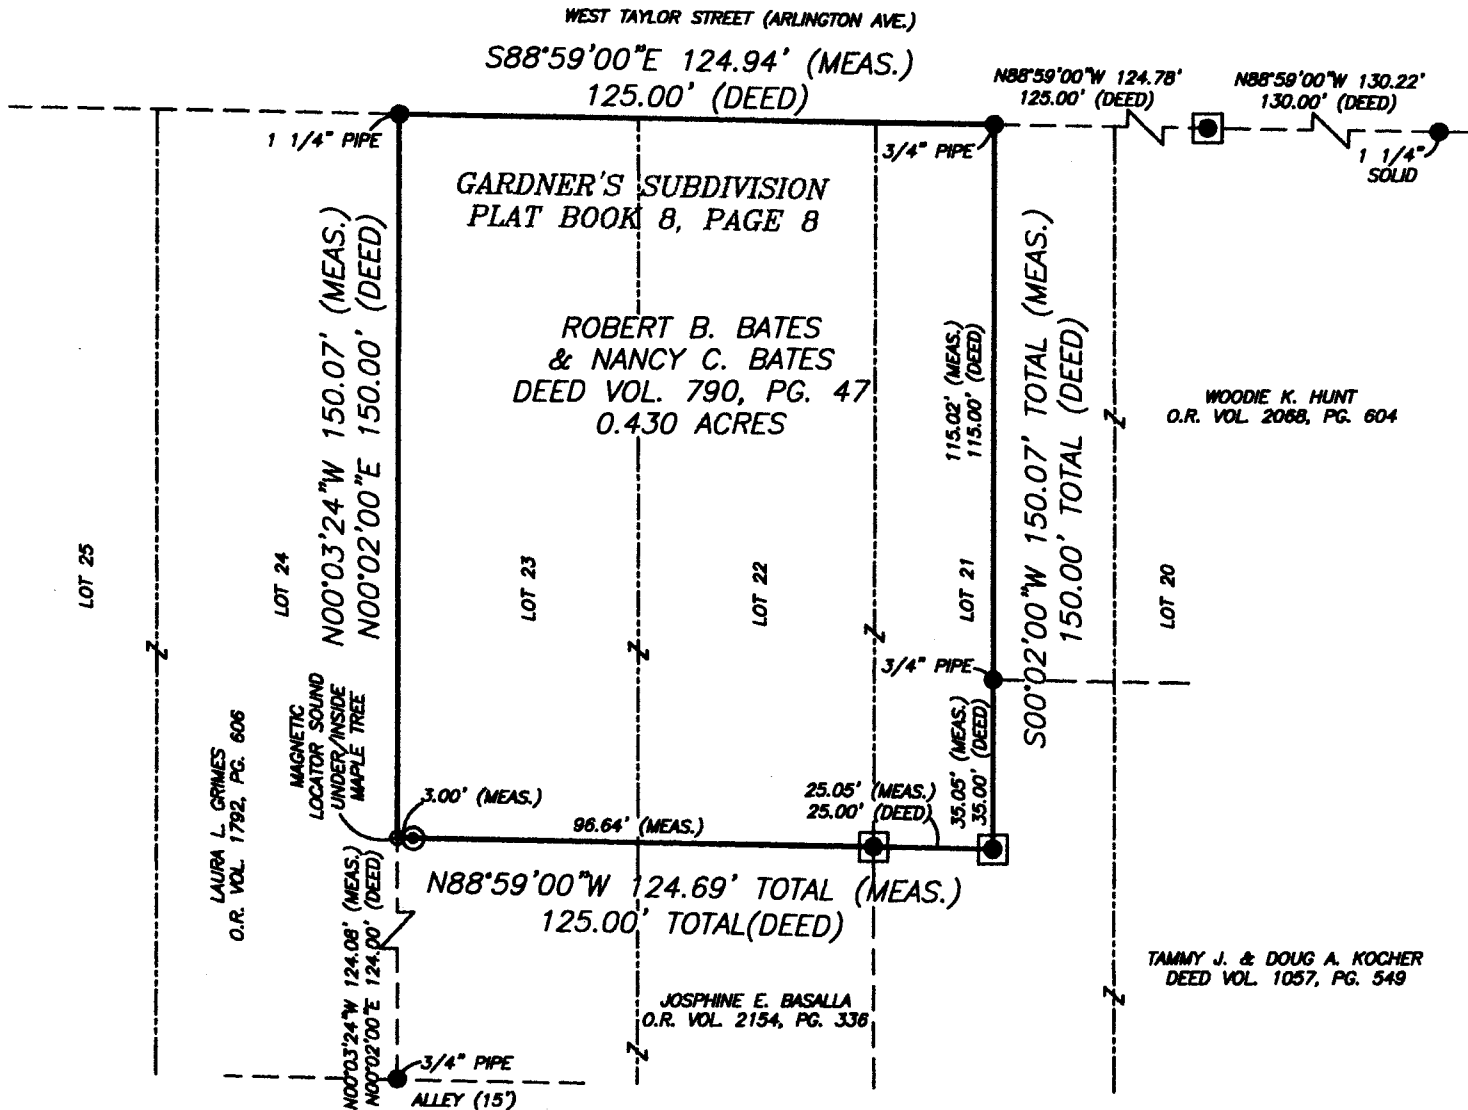 WEST TAYLOR STREET (ARLINGTON AVE.)
S88°59'00"E 124.94' (MEAS.)
125.00' (DEED)
N88°59'00"W 124.78'
125.00' (DEED)
N88°59'00"W 130.22'
130.00' (DEED)
1 1/4" PIPE
3/4" PIPE
1 1/4"
SOLID
GARDNER'S SUBDIVISION
PLAT BOOK 8, PAGE 8
ROBERT B. BATES
& NANCY C. BATES
DEED VOL. 790, PG. 47
0.430 ACRES
N00°03'24"W 150.07' (MEAS.)
N00°02'00"E 150.00' (DEED)
115.02' (MEAS.)
115.00' (DEED)
S00°02'00"W 150.07' TOTAL (MEAS.)
150.00' TOTAL (DEED)
WOODIE K. HUNT
O.R. VOL. 2068, PG. 604
LOT 25
LOT 24
LOT 23
LOT 22
LOT 21
LOT 20
3/4" PIPE
MAGNETIC
LOCATOR SOUND
UNDER/INSIDE
MAPLE TREE
LAURA L. GRIMES
O.R. VOL. 1792, PG. 606
3.00' (MEAS.)
96.64' (MEAS.)
25.05' (MEAS.)
25.00' (DEED)
35.05' (MEAS.)
35.00' (DEED)
N88°59'00"W 124.69' TOTAL (MEAS.)
125.00' TOTAL(DEED)
N00°03'24"W 124.08' (MEAS.)
N00°02'00"E 124.00' (DEED)
JOSPHINE E. BASALLA
O.R. VOL. 2154, PG. 336
TAMMY J. & DOUG A. KOCHER
DEED VOL. 1057, PG. 549
3/4" PIPE
ALLEY (15')